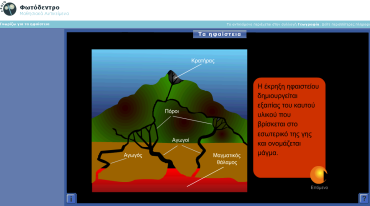 Φωτόδεντρο
Το ηφαίστειο
Κρατήρας
Πόροι
Αγωγοί
Αγωγός
Μαγματικός
θάλαμος
Η έκρηξη ηφαιστείου
δημιουργείται
εξαιτίας του καυτού
υλικού που
βρίσκεται στο
εσωτερικό της γης
και ονομάζεται
μάγμα.
Επόμενο